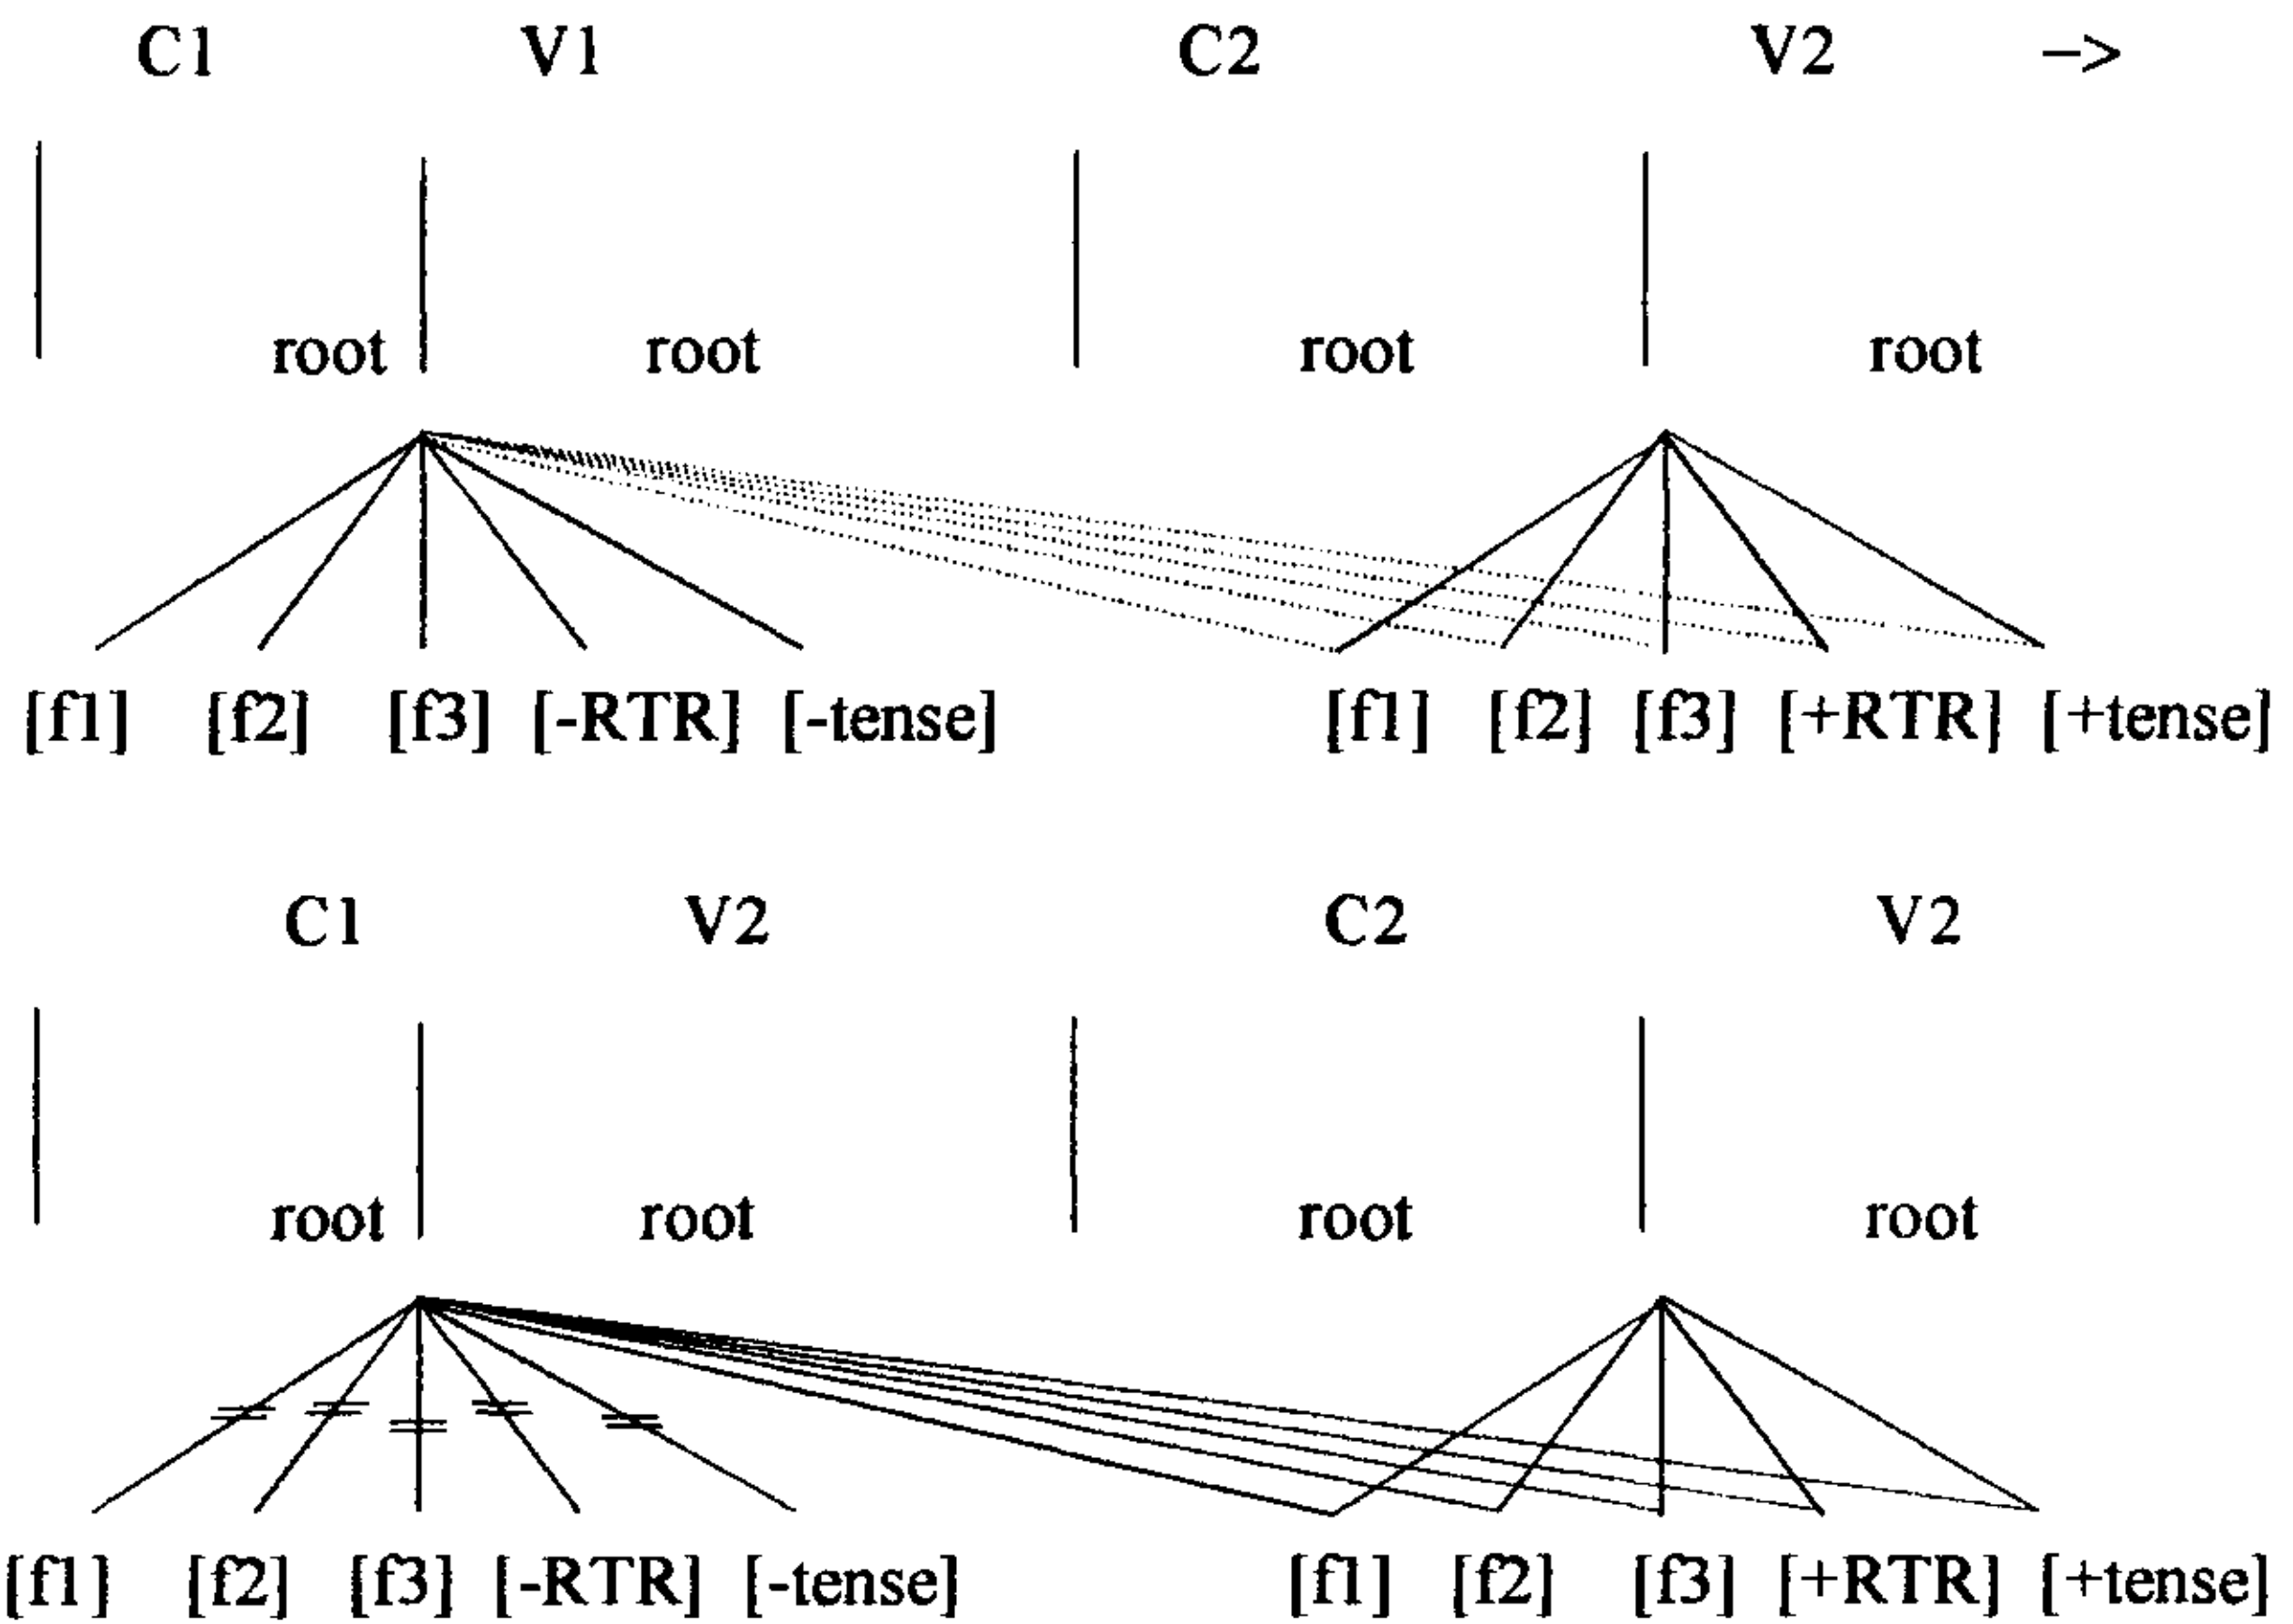 C1 V1 C2 V2 –>
root root root root
[f1] [f2] [f3] [-RTR] [-tense] [f1] [f2] [f3] [+RTR] [+tense]
C1 V2 C2 V2
root root root root
[f1] [f2] [f3] [-RTR] [-tense] [f1] [f2] [f3] [+RTR] [+tense]